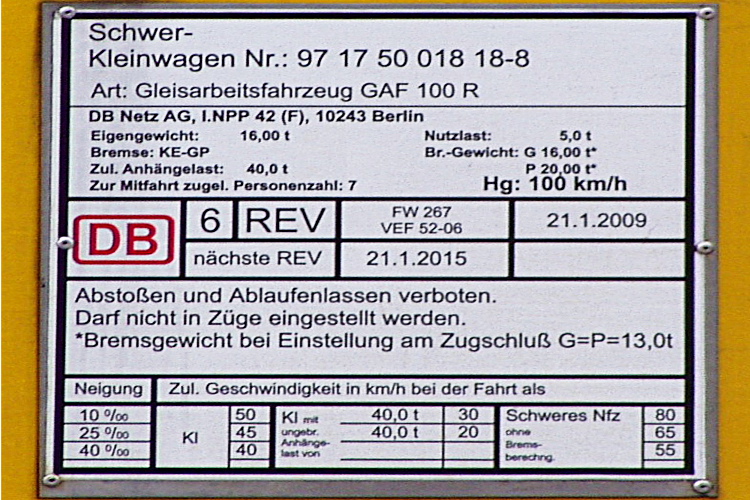 Schwer-
Kleinwagen Nr.: 97 17 50 018 18-8
Art: Gleisarbeitsfahrzeug GAF 100 R
DB Netz AG, I.NPP 42 (F), 10243 Berlin
Eigengewicht: 16,00 t Nutzlast: 5,0 t
Bremse: KE-GP Br.-Gewicht: G 16,00 t*
Zul. Anhängelast: 40,0 t P 20,00 t*
Zur Mitfahrt zugel. Personenzahl: 7 Hg: 100 km/h
DB 6 REV FW 267 VEF 52-06 21.1.2009
nächste REV 21.1.2015
Abstoßen und Ablaufenlassen verboten.
Darf nicht in Züge eingestellt werden.
*Bremsgewicht bei Einstellung am Zugschluß G=P=13,0t
Neigung Zul. Geschwindigkeit in km/h bei der Fahrt als
10 ‰ 50 Kl mit 40,0 t 30 Schweres Nfz 80
25 ‰ Kl 45 ungebr. 40,0 t 20 ohne 65
40 ‰ 40 Anhänge- Brems- 55
last von berechng.